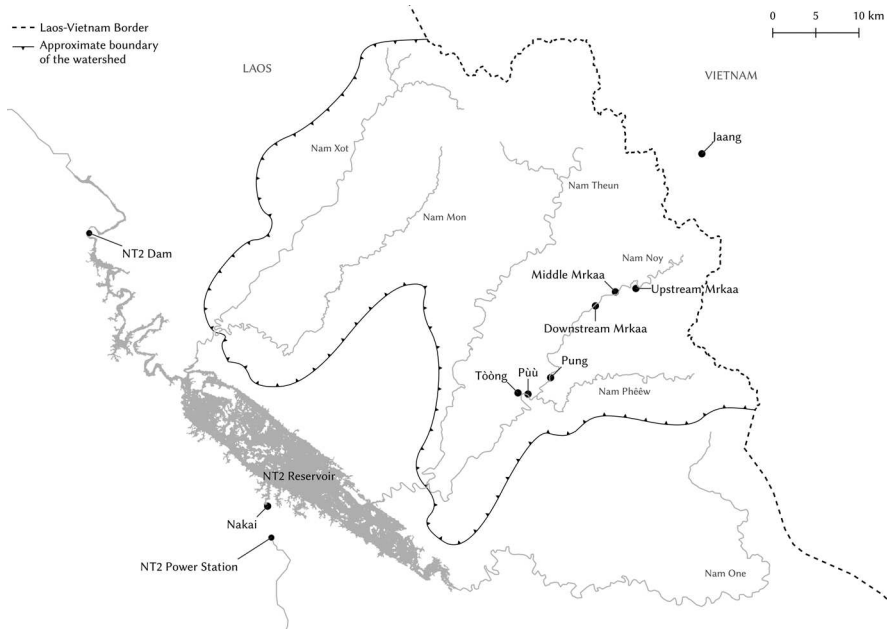 Laos-Vietnam Border
Approximate boundary
of the watershed
0 5 10 km
LAOS
VIETNAM
Jaang
Nam Xot
Nam Theun
Nam Mon
NT2 Dam
Nam Noy
Middle Mrkaa
Upstream Mrkaa
Downstream Mrkaa
Pung
Tòòng
Pùù
Nam Phêêw
NT2 Reservoir
Nakai
NT2 Power Station
Nam One